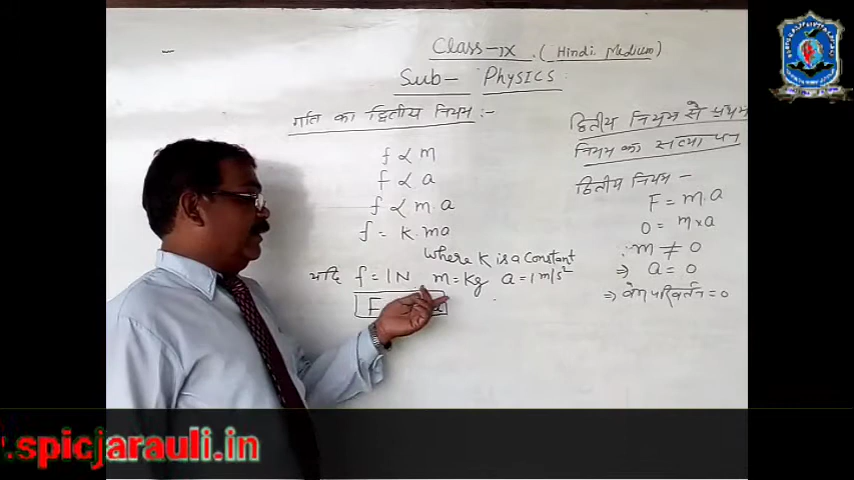 Class-IX . ( Hindi Medium )
Sub- Physics
गति का द्वितीय नियम :-
f ∝ m
f ∝ a
f ∝ m.a
f = K.ma
where K is a constant
यदि f = 1N m = Kg a = 1 m/s²
F
द्वितीय नियम से प्रथम
नियम का सत्यापन
द्वितीय नियम -
F = m.a
0 = m×a
∵ m ≠ 0
⇒ a = 0
⇒ वेग परिवर्तन = 0
.spicjarauli.in